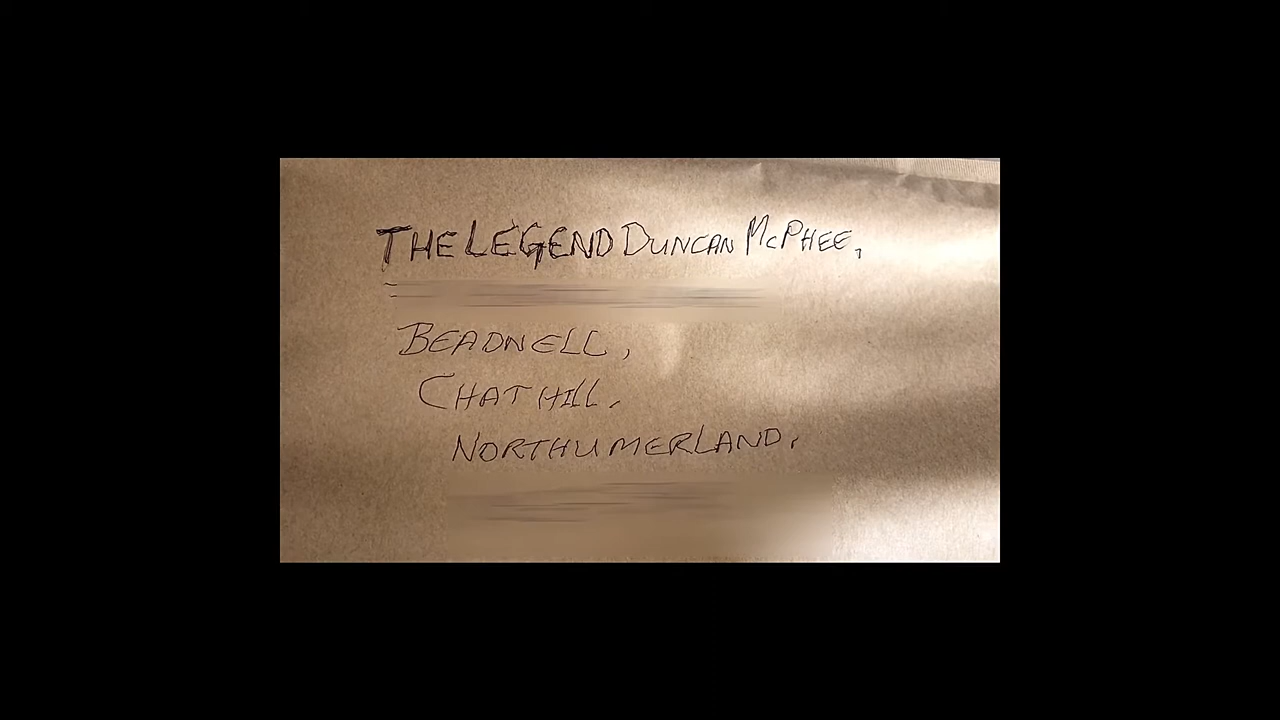 THE LEGEND DUNCAN McPHEE,
BEADNELL,
CHATHILL,
NORTHUMERLAND,